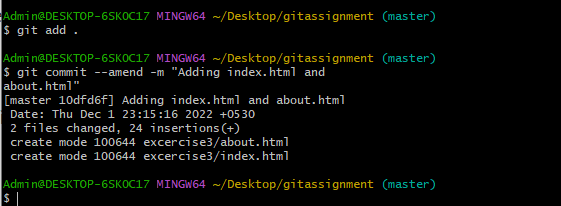 Admin@DESKTOP-6SKOC17 MINGW64 ~/Desktop/gitassignment (master)
$ git add .
Admin@DESKTOP-6SKOC17 MINGW64 ~/Desktop/gitassignment (master)
$ git commit --amend -m "Adding index.html and
about.html"
[master 10dfd6f] Adding index.html and about.html
 Date: Thu Dec 1 23:15:16 2022 +0530
 2 files changed, 24 insertions(+)
 create mode 100644 excercise3/about.html
 create mode 100644 excercise3/index.html
Admin@DESKTOP-6SKOC17 MINGW64 ~/Desktop/gitassignment (master)
$